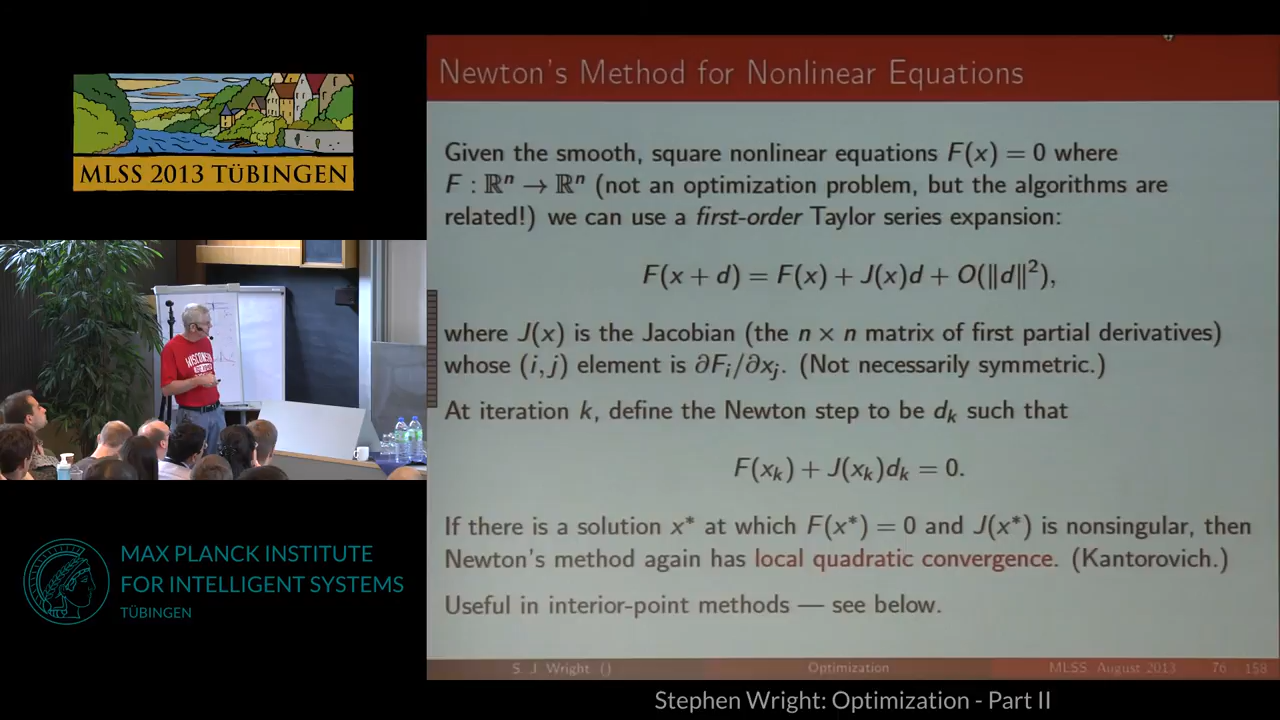 MLSS 2013 TÜBINGEN
WISCONSIN
MAX PLANCK INSTITUTE
FOR INTELLIGENT SYSTEMS
TÜBINGEN
Newton's Method for Nonlinear Equations
Given the smooth, square nonlinear equations F(x) = 0 where
F : ℝⁿ → ℝⁿ (not an optimization problem, but the algorithms are
related!) we can use a first-order Taylor series expansion:
F(x + d) = F(x) + J(x)d + O(‖d‖²),
where J(x) is the Jacobian (the n × n matrix of first partial derivatives)
whose (i, j) element is ∂Fᵢ/∂xⱼ. (Not necessarily symmetric.)
At iteration k, define the Newton step to be dₖ such that
F(xₖ) + J(xₖ)dₖ = 0.
If there is a solution x* at which F(x*) = 0 and J(x*) is nonsingular, then
Newton's method again has local quadratic convergence. (Kantorovich.)
Useful in interior-point methods — see below.
S. J. Wright () Optimization MLSS, August 2013 76 158
Stephen Wright: Optimization - Part II